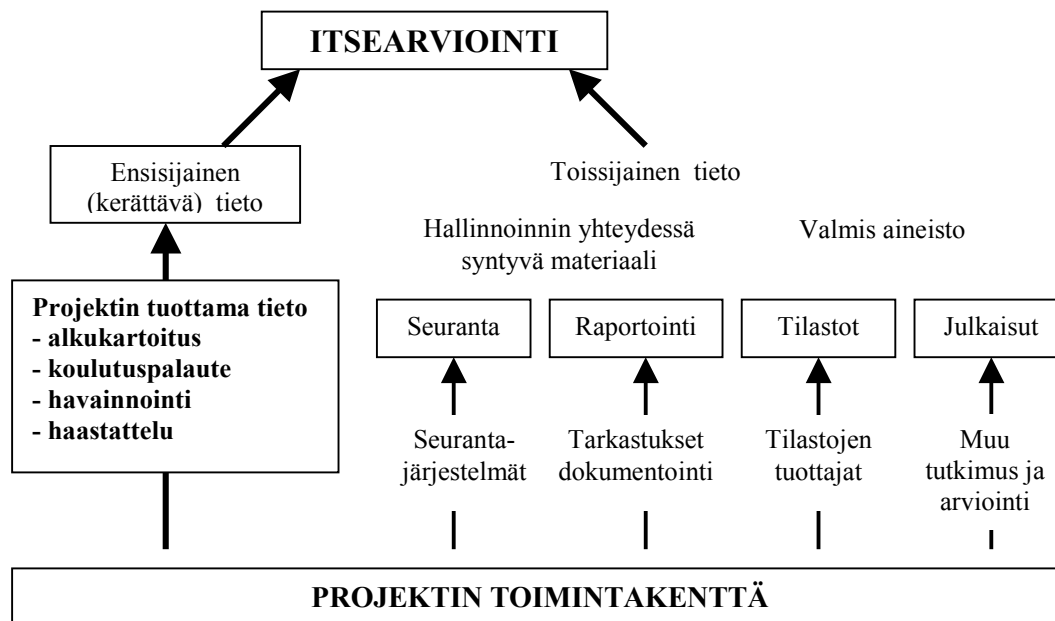 ITSEARVIOINTI
Ensisijainen
(kerättävä) tieto
Toissijainen tieto
Hallinnoinnin yhteydessä
syntyvä materiaali
Valmis aineisto
Projektin tuottama tieto
- alkukartoitus
- koulutuspalaute
- havainnointi
- haastattelu
Seuranta
Raportointi
Tilastot
Julkaisut
Seuranta-
järjestelmät
Tarkastukset
dokumentointi
Tilastojen
tuottajat
Muu
tutkimus ja
arviointi
PROJEKTIN TOIMINTAKENTTÄ